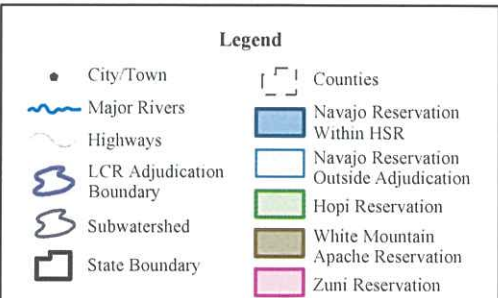 Legend
City/Town
Major Rivers
Highways
LCR Adjudication
Boundary
Subwatershed
State Boundary
Counties
Navajo Reservation
Within HSR
Navajo Reservation
Outside Adjudication
Hopi Reservation
White Mountain
Apache Reservation
Zuni Reservation